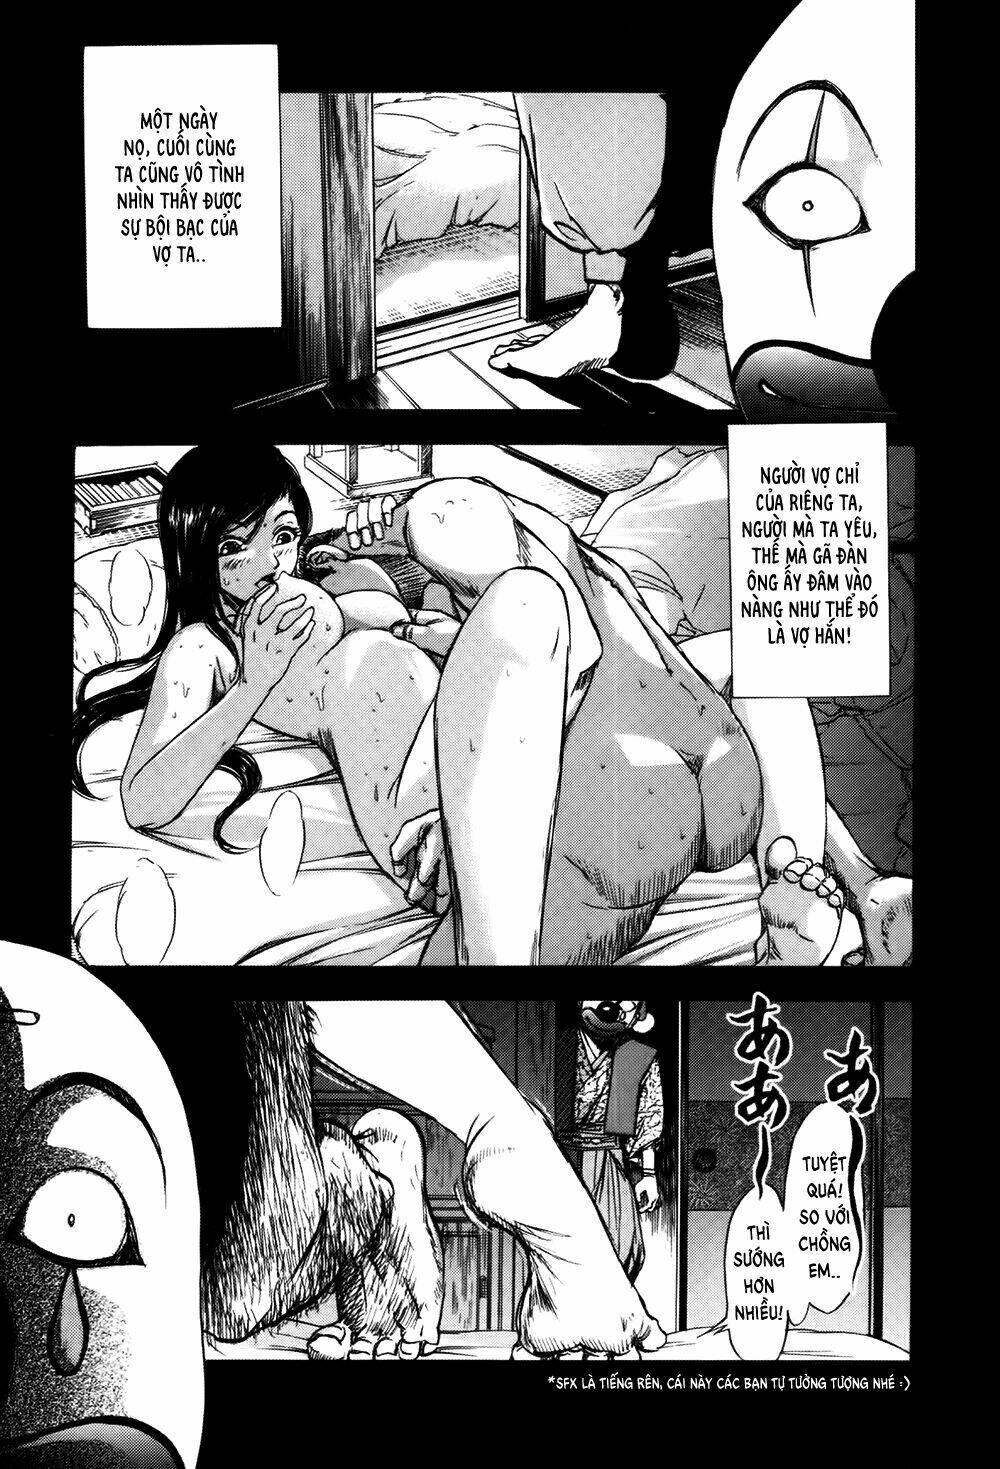 MỘT NGÀY
NỌ, CUỐI CÙNG
TA CŨNG VÔ TÌNH
NHÌN THẤY ĐƯỢC
SỰ BỘI BẠC CỦA
VỢ TA..
NGƯỜI VỢ CHỈ
CỦA RIÊNG TA,
NGƯỜI MÀ TA YÊU,
THẾ MÀ GÃ ĐÀN
ÔNG ẤY ĐÂM VÀO
NÀNG NHƯ THỂ ĐÓ
LÀ VỢ HẮN!
あ〜
TUYỆT
QUÁ!
SO VỚI
CHỒNG
EM..
ああああ〜
THÌ
SƯỚNG
HƠN
NHIỀU!
*SFX LÀ TIẾNG RÊN, CÁI NÀY CÁC BẠN TỰ TƯỞNG TƯỢNG NHÉ :)